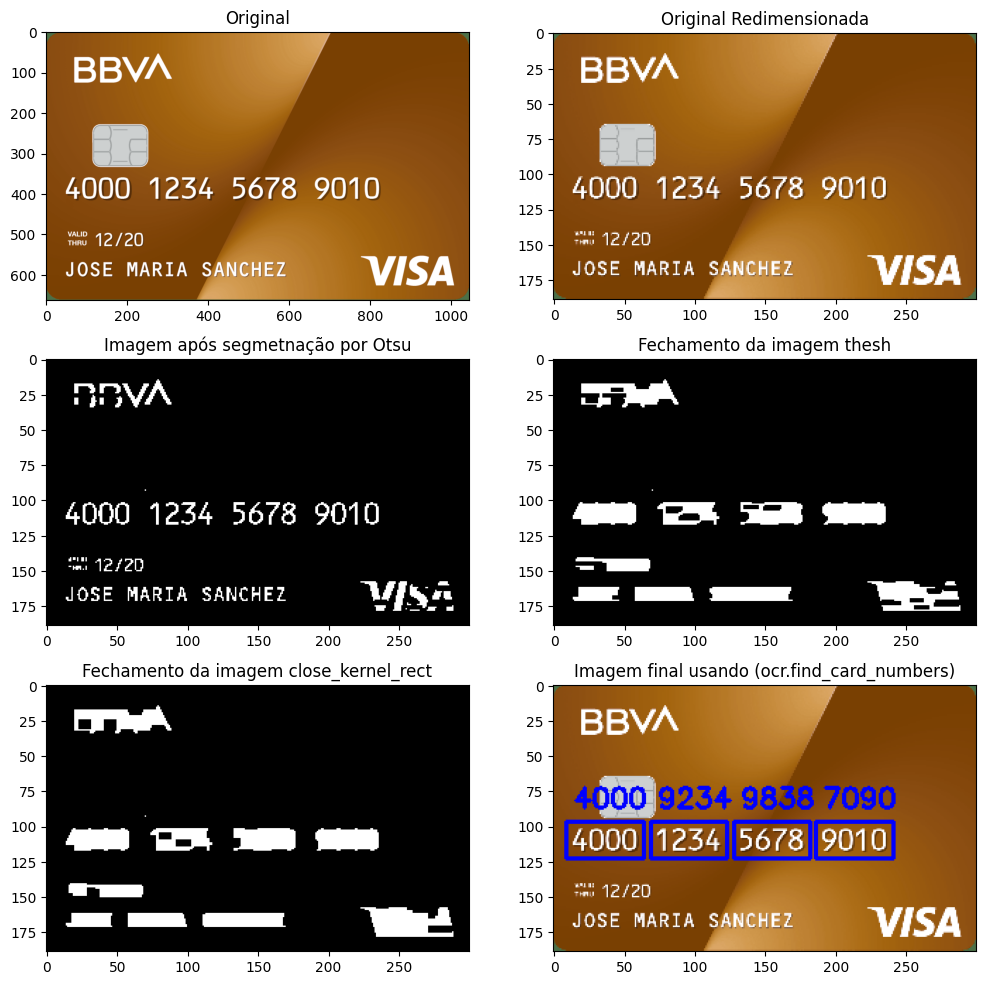 Original
0
100
200
300
400
500
600
BBVA
4000 1234 5678 9010
VALID THRU 12/20
JOSE MARIA SANCHEZ
VISA
0 200 400 600 800 1000
Original Redimensionada
0
25
50
75
100
125
150
175
BBVA
4000 1234 5678 9010
12/20
JOSE MARIA SANCHEZ
VISA
0 50 100 150 200 250
Imagem após segmetnação por Otsu
0
25
50
75
100
125
150
175
BBVA
4000 1234 5678 9010
12/20
JOSE MARIA SANCHEZ
VISA
0 50 100 150 200 250
Fechamento da imagem thesh
0
25
50
75
100
125
150
175
0 50 100 150 200 250
Fechamento da imagem close_kernel_rect
0
25
50
75
100
125
150
175
0 50 100 150 200 250
Imagem final usando (ocr.find_card_numbers)
0
25
50
75
100
125
150
175
BBVA
4000 9234 9838 7090
4000 1234 5678 9010
12/20
JOSE MARIA SANCHEZ
VISA
0 50 100 150 200 250